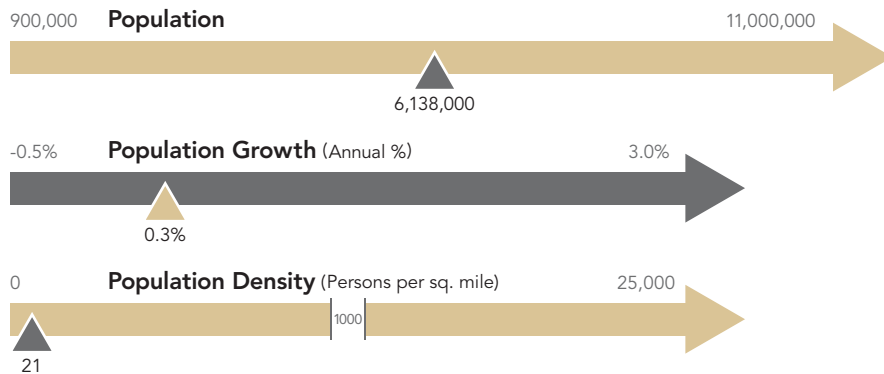 900,000 Population 11,000,000
6,138,000
-0.5% Population Growth (Annual %) 3.0%
0.3%
0 Population Density (Persons per sq. mile) 25,000
1000
21